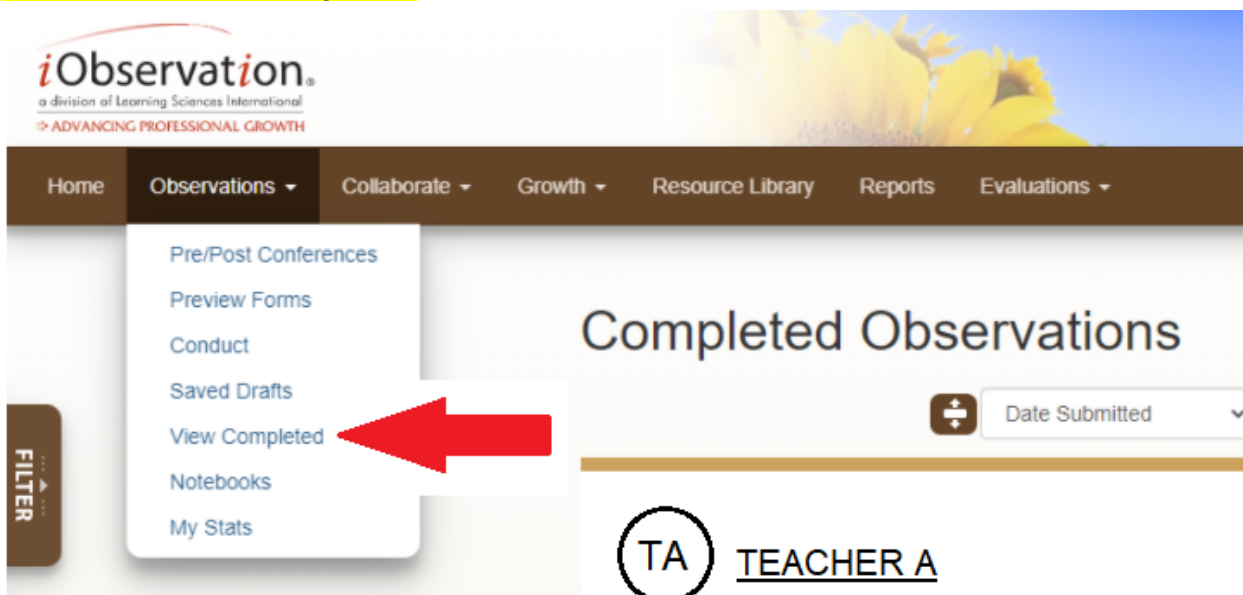 iObservation®
a division of Learning Sciences International
ADVANCING PROFESSIONAL GROWTH
Home Observations Collaborate Growth Resource Library Reports Evaluations
Pre/Post Conferences
Preview Forms
Conduct
Saved Drafts
View Completed
Notebooks
My Stats
FILTER
Completed Observations
Date Submitted
TA TEACHER A